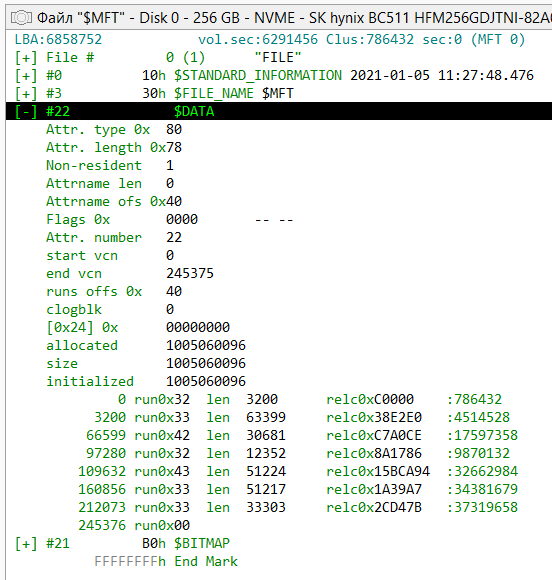 Файл "$MFT" - Disk 0 - 256 GB - NVME - SK hynix BC511 HFM256GDJTNI-82A
LBA:6858752 vol.sec:6291456 Clus:786432 sec:0 (MFT 0)
[+] File # 0 (1) "FILE"
[+] #0 10h $STANDARD_INFORMATION 2021-01-05 11:27:48.476
[+] #3 30h $FILE_NAME $MFT
[-] #22 $DATA
Attr. type 0x 80
Attr. length 0x78
Non-resident 1
Attrname len 0
Attrname ofs 0x40
Flags 0x 0000 -- --
Attr. number 22
start vcn 0
end vcn 245375
runs offs 0x 40
clogblk 0
[0x24] 0x 00000000
allocated 1005060096
size 1005060096
initialized 1005060096
0 run0x32 len 3200 relc0xC0000 :786432
3200 run0x33 len 63399 relc0x38E2E0 :4514528
66599 run0x42 len 30681 relc0xC7A0CE :17597358
97280 run0x32 len 12352 relc0x8A1786 :9870132
109632 run0x43 len 51224 relc0x15BCA94 :32662984
160856 run0x33 len 51217 relc0x1A39A7 :34381679
212073 run0x33 len 33303 relc0x2CD47B :37319658
245376 run0x00
[+] #21 B0h $BITMAP
FFFFFFFFh End Mark